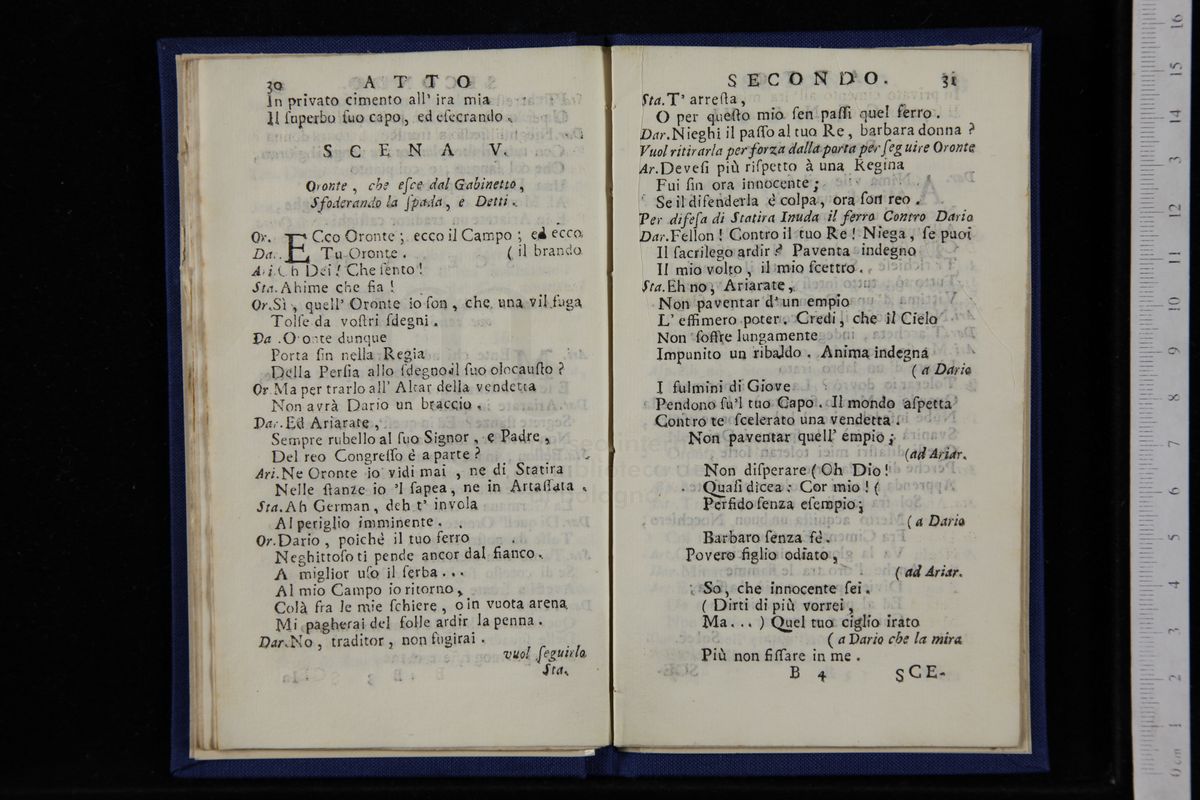 30 ATTO
In privato cimento all' ira mia
Il ſuperbo ſuo capo, ed eſecrando.
SCENA V.
Oronte, che eſce dal Gabinetto,
Sfoderando la ſpada, e Detti.
Or. ECco Oronte; ecco il Campo; ed ecco
Da. Tu Oronte. (il brando
Ari. Oh Dei! Che ſento!
Sta. Ahime che fia!
Or. Sì, quell' Oronte io ſon, che una vil fuga
Tolſe da voſtri ſdegni.
Da. Oronte dunque
Porta fin nella Regia
Della Perſia allo ſdegno il ſuo olocauſto?
Or. Ma per trarlo all' Altar della vendetta
Non avrà Dario un braccio.
Dar. Ed Ariarate,
Sempre rubello al ſuo Signor, e Padre,
Del reo Congreſſo è a parte?
Ari. Ne Oronte io vidi mai, ne di Statira
Nelle ſtanze io 'l ſapea, ne in Artaſſata.
Sta. Ah German, deh t' invola
Al periglio imminente.
Or. Dario, poichè il tuo ferro
Neghittoſo ti pende ancor dal fianco.
A miglior uſo il ſerba...
Al mio Campo io ritorno,
Colà fra le mie ſchiere, o in vuota arena
Mi pagherai del folle ardir la penna.
Dar. No, traditor, non fugirai.
vuol ſeguirlo
Sta.
SECONDO. 31
Sta. T' arreſta,
O per queſto mio ſen paſſi quel ferro.
Dar. Nieghi il paſſo al tuo Re, barbara donna?
Vuol ritirarla per forza dalla porta per ſeguire Oronte
Ar. Deveſi più riſpetto à una Regina
Fui ſin ora innocente;
Se il difenderla è colpa, ora ſon reo.
Per difeſa di Statira Inuda il ferro Contro Dario
Dar. Fellon! Contro il tuo Re! Niega, ſe puoi
Il ſacrilego ardir? Paventa indegno
Il mio volto, il mio ſcettro.
Sta. Eh no, Ariarate,
Non paventar d' un empio
L' effimero poter. Credi, che il Cielo
Non ſoffre lungamente
Impunito un ribaldo. Anima indegna
(a Dario
I fulmini di Giove
Pendono ſu'l tuo Capo. Il mondo aſpetta
Contro te ſcelerato una vendetta.
Non paventar quell' empio;
(ad Ariar.
Non diſperare (Oh Dio!
Quaſi dicea: Cor mio! (
Perfido ſenza eſempio;
(a Dario
Barbaro ſenza fè.
Povero figlio odiato,
(ad Ariar.
So, che innocente ſei.
(Dirti di più vorrei,
Ma...) Quel tuo ciglio irato
(a Dario che la mira
Più non fiſſare in me.
B 4 SCE-